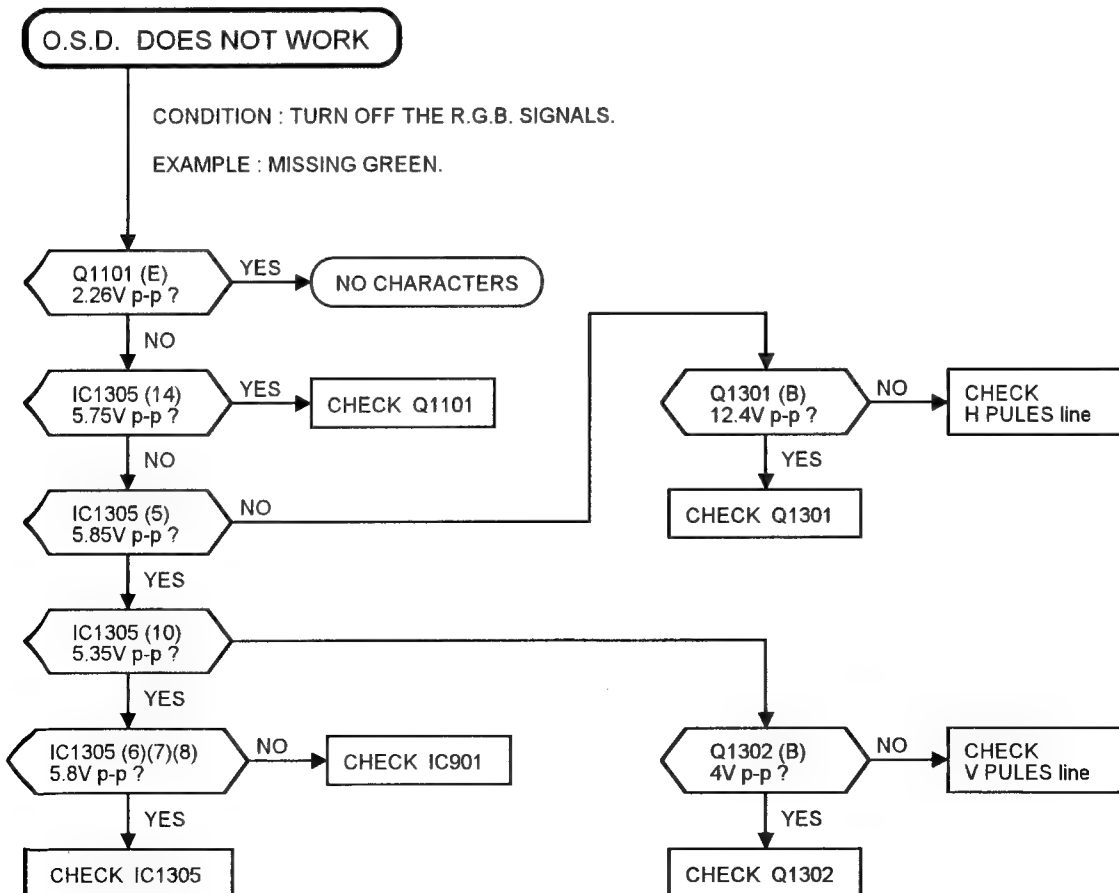 O.S.D. DOES NOT WORK
CONDITION : TURN OFF THE R.G.B. SIGNALS.
EXAMPLE : MISSING GREEN.
Q1101 (E)
2.26V p-p ?
YES
NO CHARACTERS
NO
IC1305 (14)
5.75V p-p ?
YES
CHECK Q1101
NO
Q1301 (B)
12.4V p-p ?
NO
CHECK
H PULES line
YES
CHECK Q1301
IC1305 (5)
5.85V p-p ?
NO
YES
IC1305 (10)
5.35V p-p ?
YES
IC1305 (6)(7)(8)
5.8V p-p ?
NO
CHECK IC901
YES
CHECK IC1305
Q1302 (B)
4V p-p ?
NO
CHECK
V PULES line
YES
CHECK Q1302